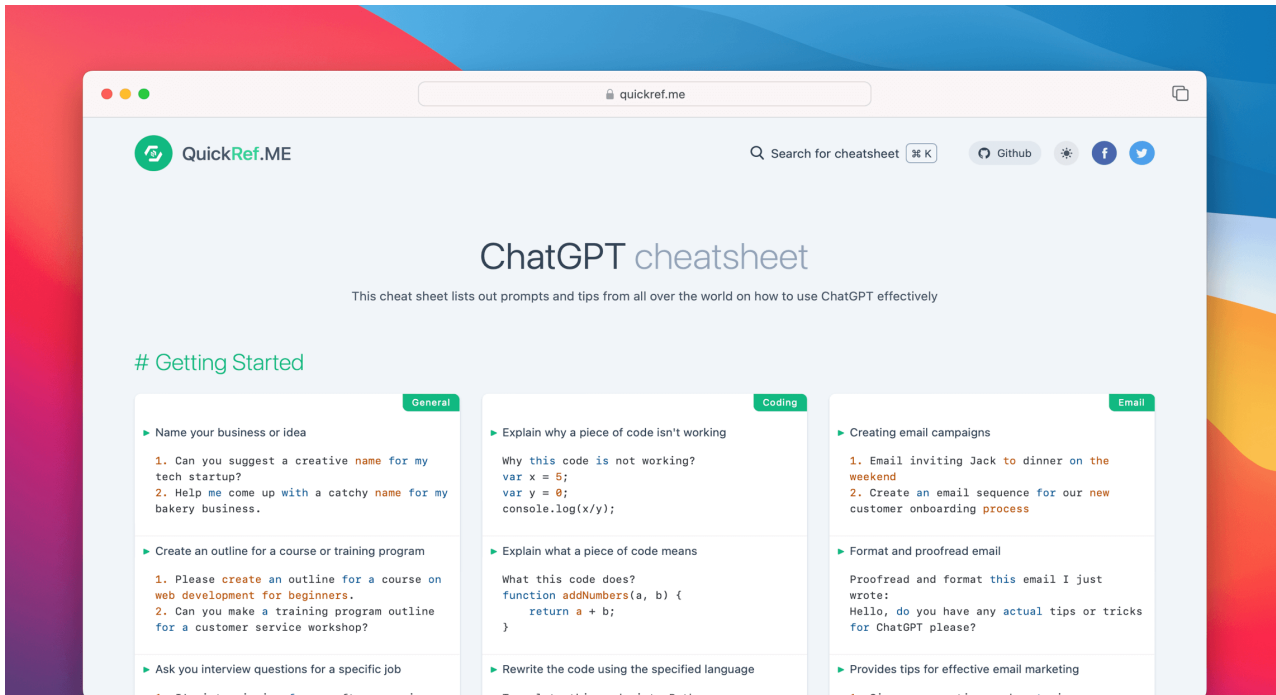 quickref.me
QuickRef.ME
Search for cheatsheet ⌘ K
Github
ChatGPT cheatsheet
This cheat sheet lists out prompts and tips from all over the world on how to use ChatGPT effectively
# Getting Started
General
Name your business or idea
1. Can you suggest a creative name for my
tech startup?
2. Help me come up with a catchy name for my
bakery business.
Create an outline for a course or training program
1. Please create an outline for a course on
web development for beginners.
2. Can you make a training program outline
for a customer service workshop?
Ask you interview questions for a specific job
Coding
Explain why a piece of code isn't working
Why this code is not working?
var x = 5;
var y = 0;
console.log(x/y);
Explain what a piece of code means
What this code does?
function addNumbers(a, b) {
return a + b;
}
Rewrite the code using the specified language
Email
Creating email campaigns
1. Email inviting Jack to dinner on the
weekend
2. Create an email sequence for our new
customer onboarding process
Format and proofread email
Proofread and format this email I just
wrote:
Hello, do you have any actual tips or tricks
for ChatGPT please?
Provides tips for effective email marketing